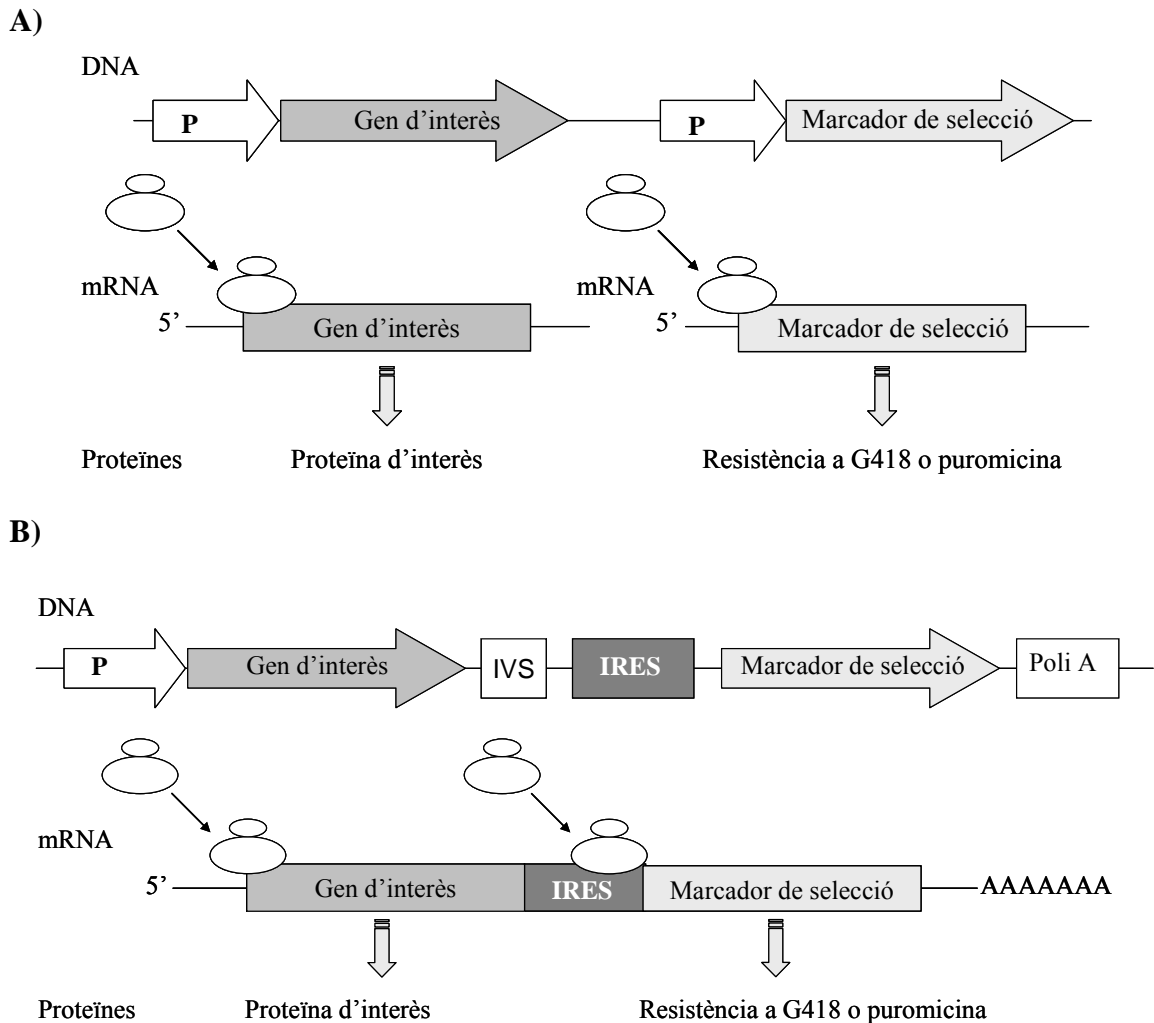 A)
DNA
P Gen d'interès P Marcador de selecció
mRNA mRNA
5' Gen d'interès 5' Marcador de selecció
Proteïnes Proteïna d'interès Resistència a G418 o puromicina
B)
DNA
P Gen d'interès IVS IRES Marcador de selecció Poli A
mRNA
5' Gen d'interès IRES Marcador de selecció AAAAAAA
Proteïnes Proteïna d'interès Resistència a G418 o puromicina